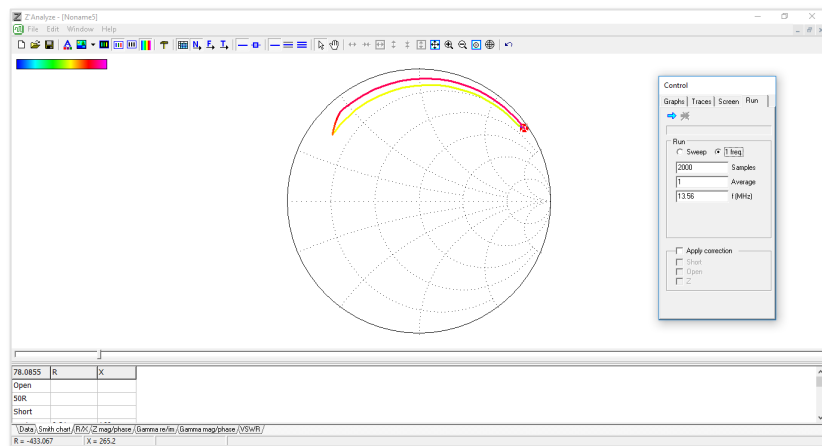 Z'Analyze - [Noname5]
File Edit Window Help
Control
Graphs Traces Screen Run
Run
Sweep 1 freq
2000 Samples
1 Average
13.56 f (MHz)
Apply correction
Short
Open
Z
78.0855 R X
Open
50R
Short
Data Smith chart R/X Z mag/phase Gamma re/im Gamma mag/phase VSWR
R = -433.067 X = 265.2